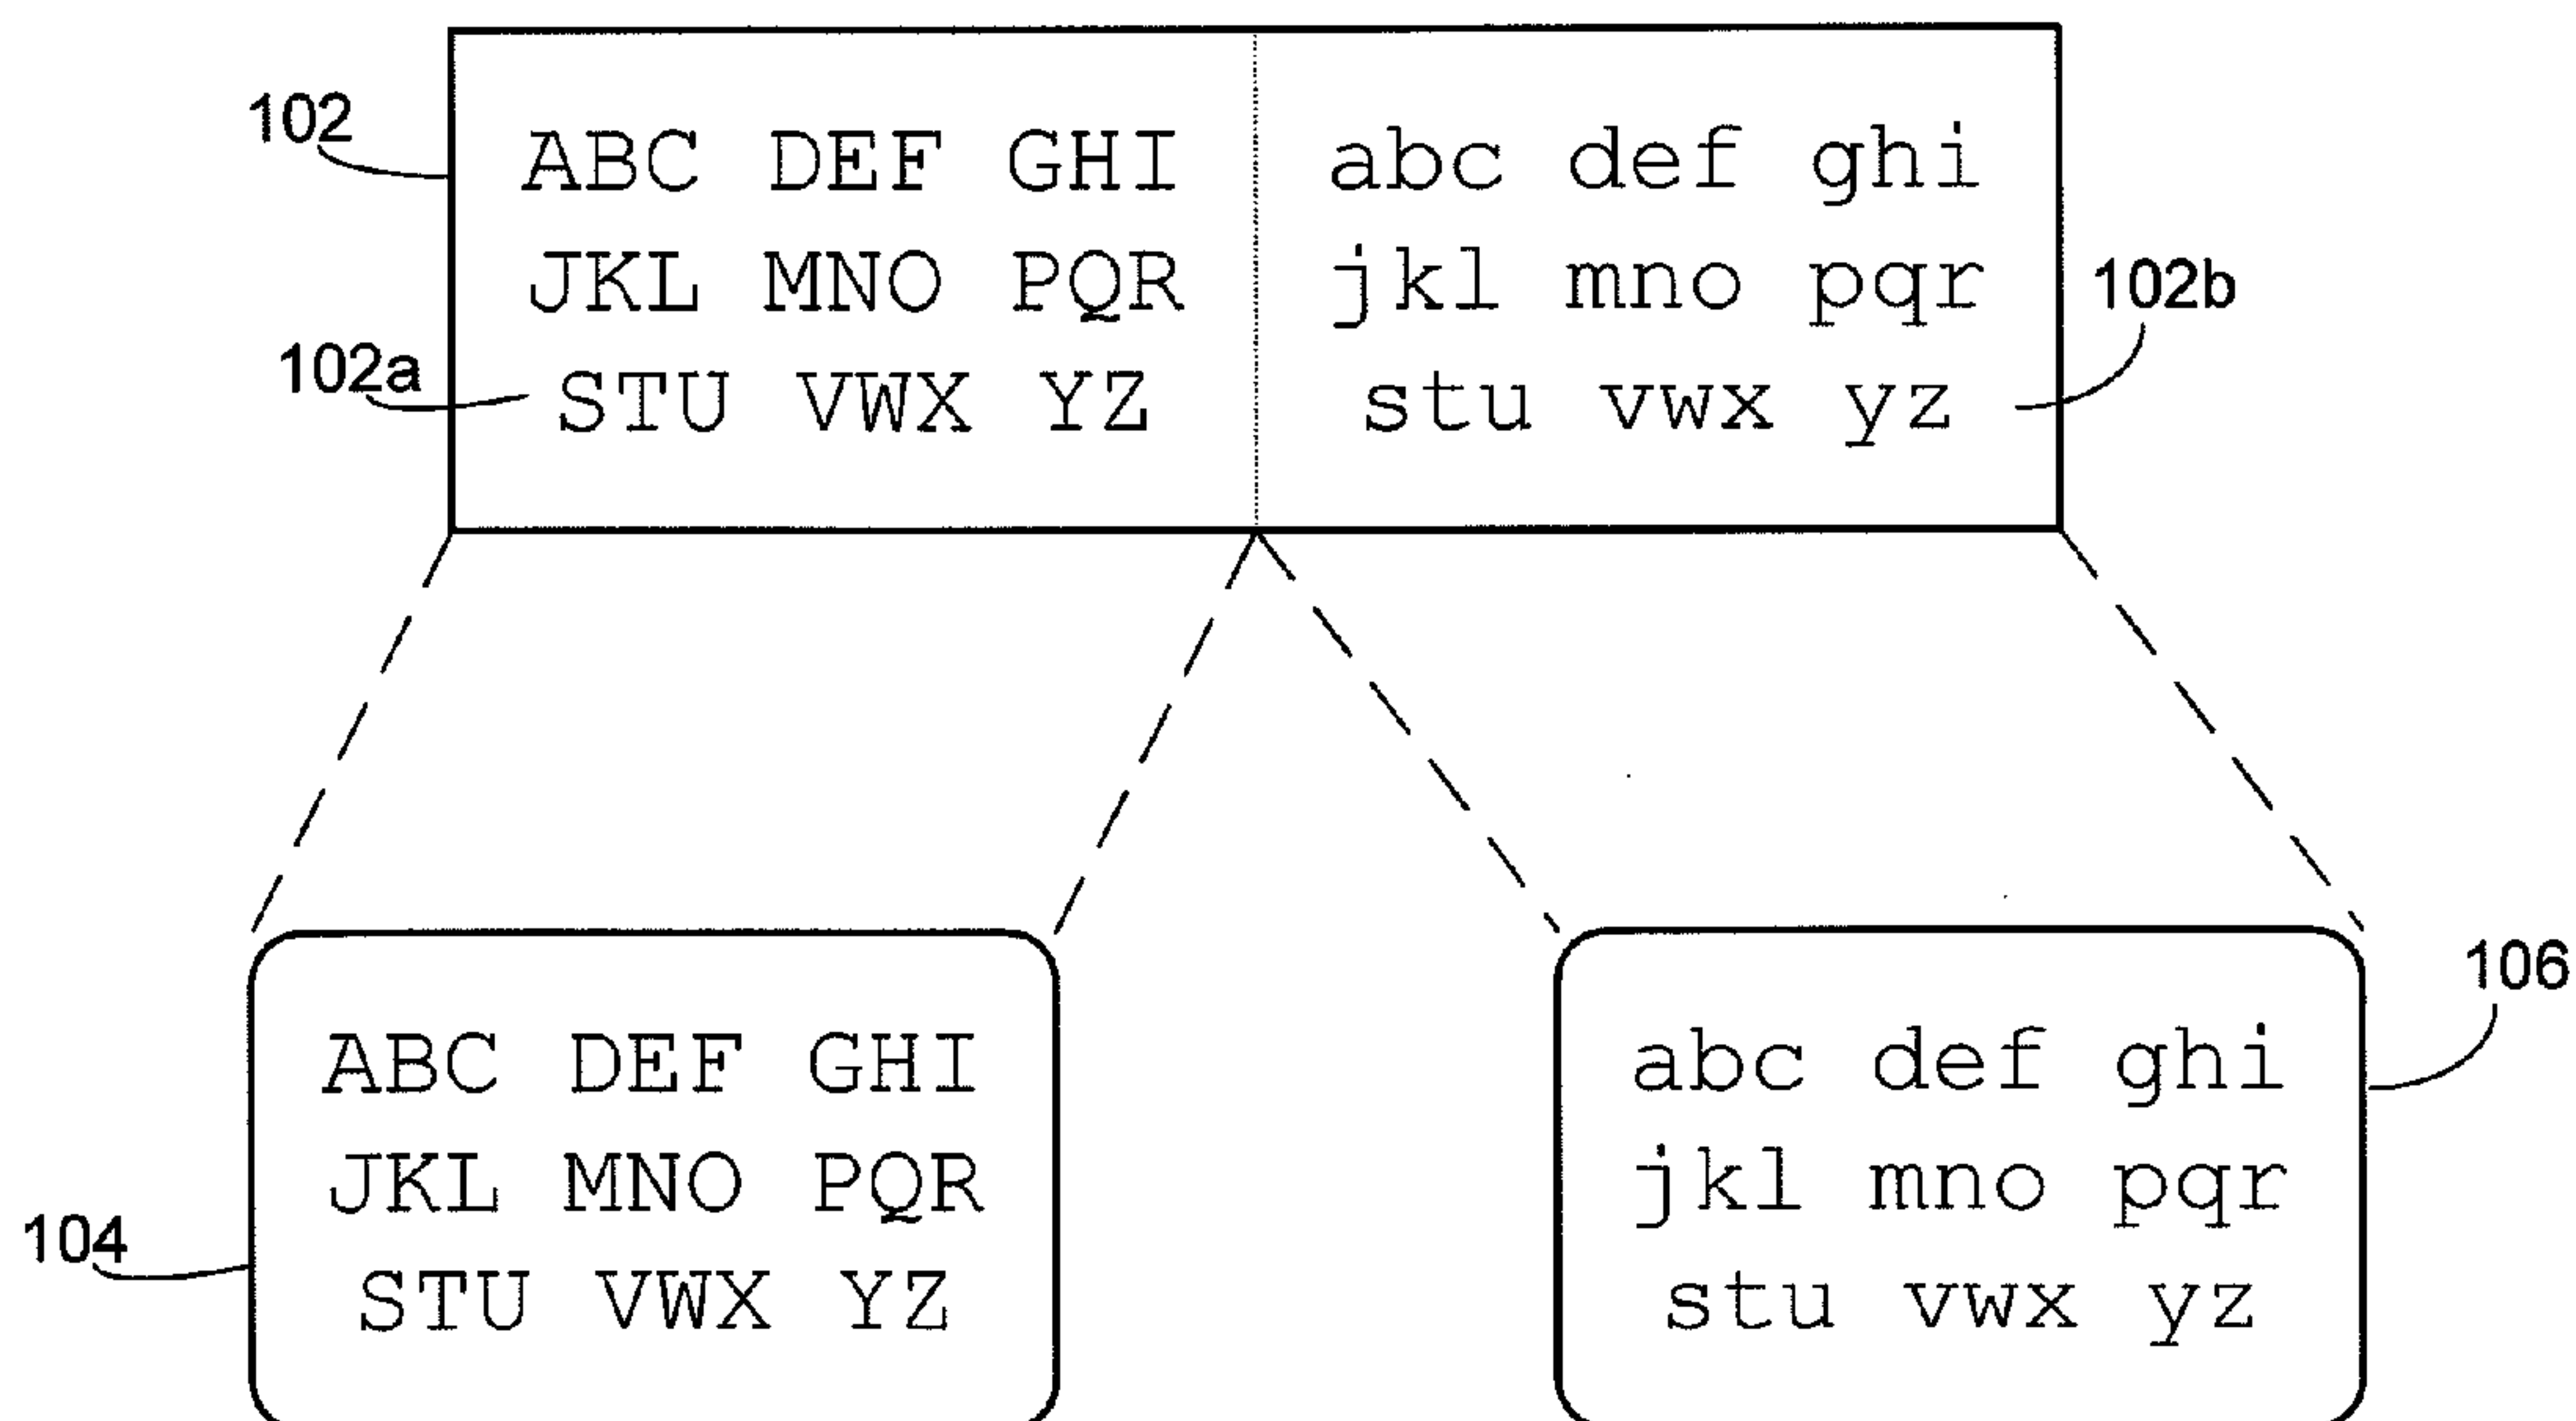 102
ABC DEF GHI
JKL MNO PQR
STU VWX YZ
102a
abc def ghi
jkl mno pqr
stu vwx yz
102b
ABC DEF GHI
JKL MNO PQR
STU VWX YZ
104
abc def ghi
jkl mno pqr
stu vwx yz
106